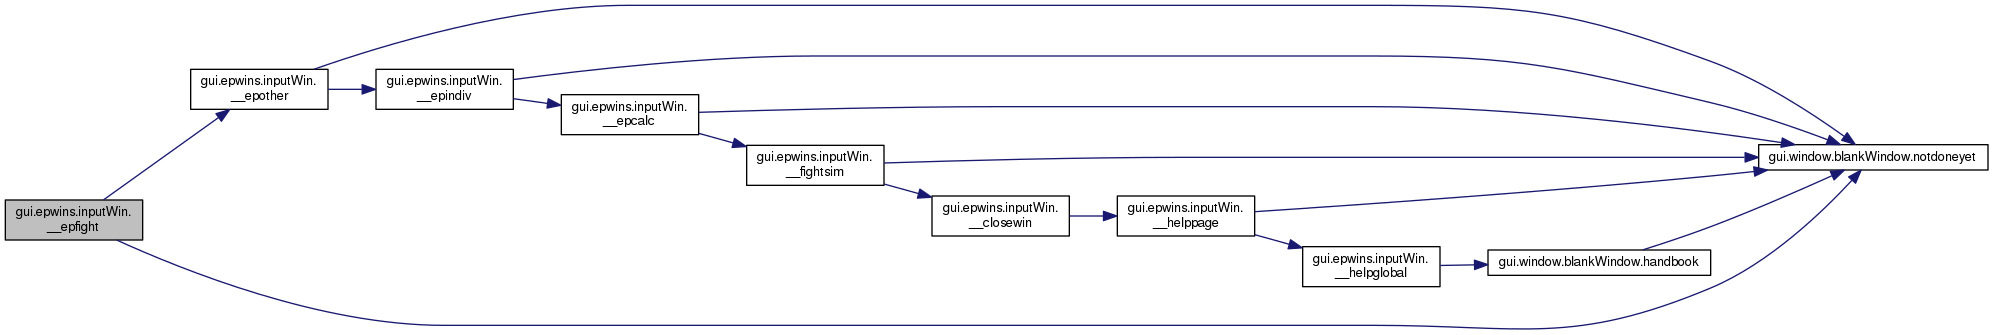 gui.epwins.inputWin.
__epfight
gui.epwins.inputWin.
__epother
gui.epwins.inputWin.
__epindiv
gui.epwins.inputWin.
__epcalc
gui.epwins.inputWin.
__fightsim
gui.epwins.inputWin.
__closewin
gui.epwins.inputWin.
__helppage
gui.epwins.inputWin.
__helpglobal
gui.window.blankWindow.handbook
gui.window.blankWindow.notdoneyet